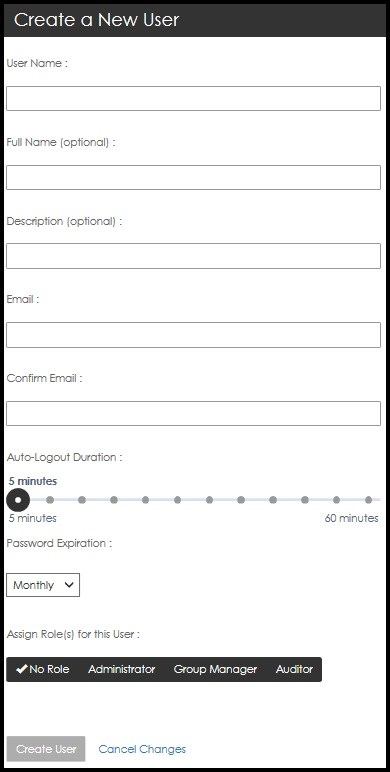 Create a New User
User Name :
Full Name (optional) :
Description (optional) :
Email :
Confirm Email :
Auto-Logout Duration :
5 minutes
5 minutes 60 minutes
Password Expiration :
Monthly
Assign Role(s) for this User :
No Role Administrator Group Manager Auditor
Create User Cancel Changes